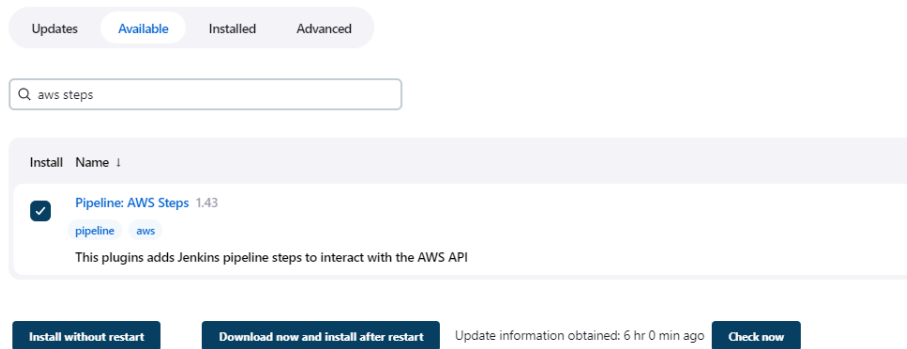 Updates Available Installed Advanced
aws steps
Install Name ↓
Pipeline: AWS Steps 1.43
pipeline aws
This plugins adds Jenkins pipeline steps to interact with the AWS API
Install without restart Download now and install after restart Update information obtained: 6 hr 0 min ago Check now